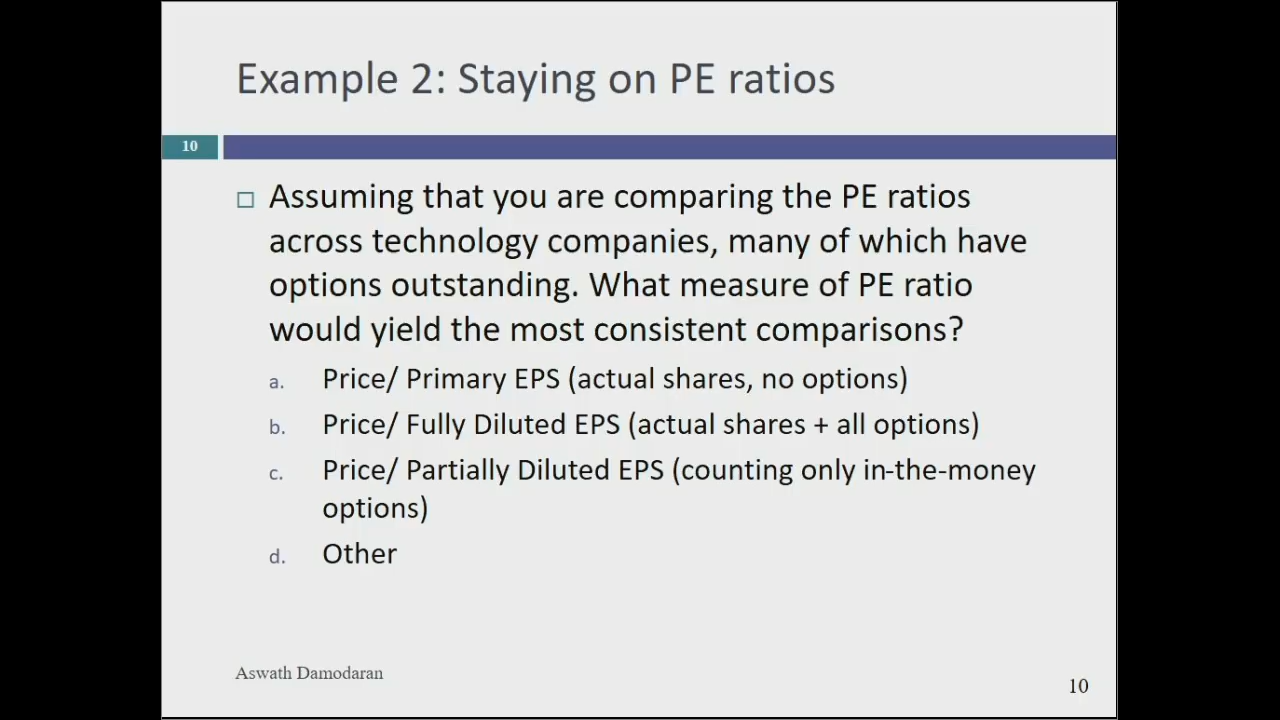 Example 2: Staying on PE ratios
10
Assuming that you are comparing the PE ratios
across technology companies, many of which have
options outstanding. What measure of PE ratio
would yield the most consistent comparisons?
a. Price/ Primary EPS (actual shares, no options)
b. Price/ Fully Diluted EPS (actual shares + all options)
c. Price/ Partially Diluted EPS (counting only in-the-money
options)
d. Other
Aswath Damodaran
10